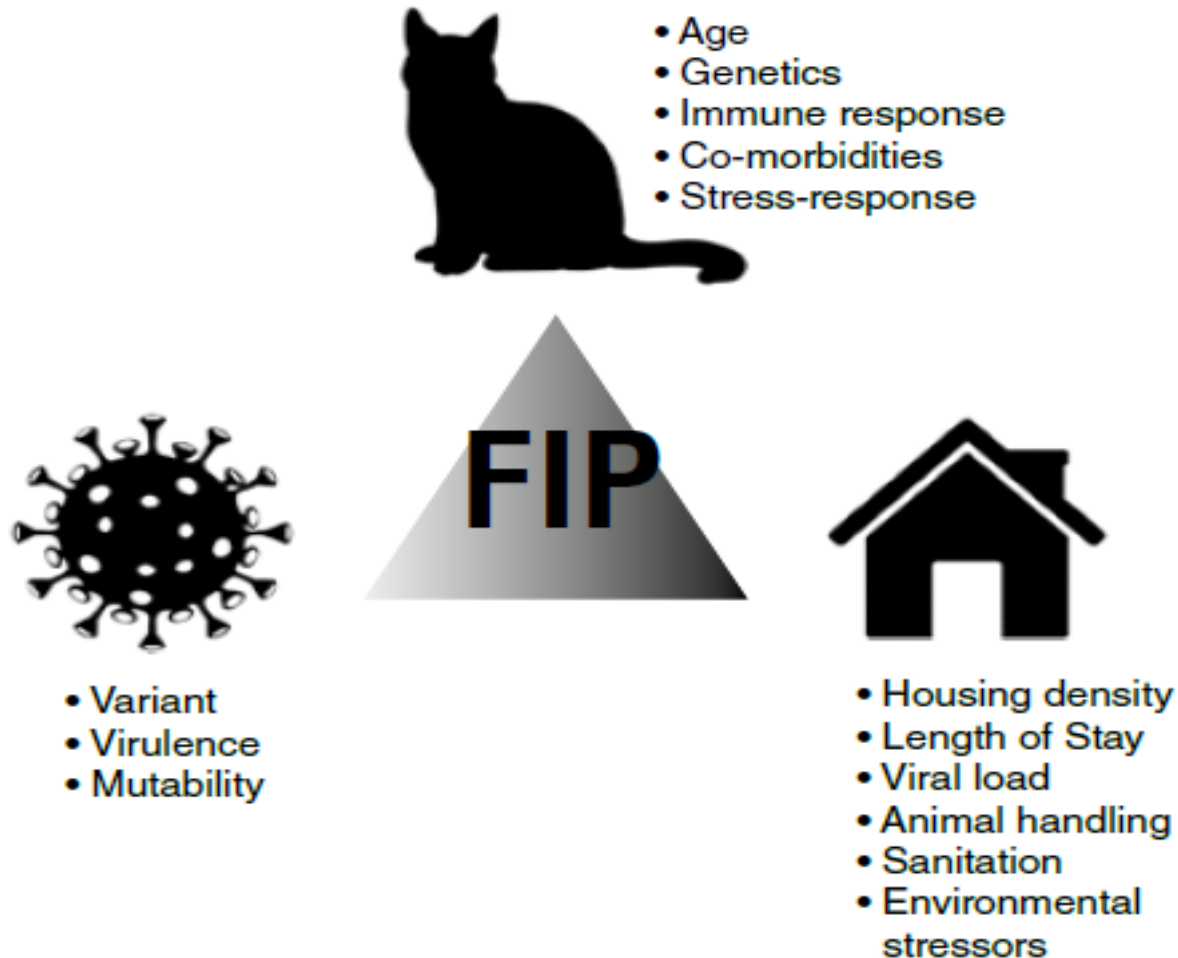 • Age
• Genetics
• Immune response
• Co-morbidities
• Stress-response
FIP
• Variant
• Virulence
• Mutability
• Housing density
• Length of Stay
• Viral load
• Animal handling
• Sanitation
• Environmental
stressors